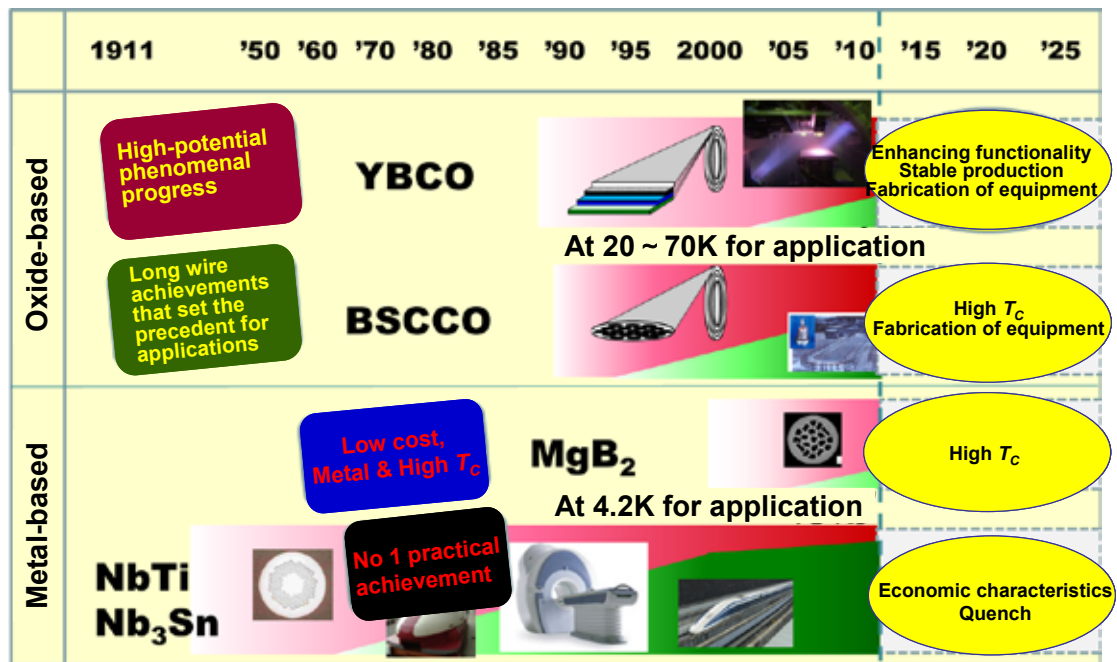 1911 ’50 ’60 ’70 ’80 ’85 ’90 ’95 2000 ’05 ’10 ’15 ’20 ’25
Oxide-based
High-potential
phenomenal
progress
YBCO
Enhancing functionality
Stable production
Fabrication of equipment
At 20 ~ 70K for application
Long wire
achievements
that set the
precedent for
applications
BSCCO
High TC
Fabrication of equipment
Metal-based
Low cost,
Metal & High TC
MgB2
High TC
At 4.2K for application
No 1 practical
achievement
NbTi
Nb3Sn
Economic characteristics
Quench